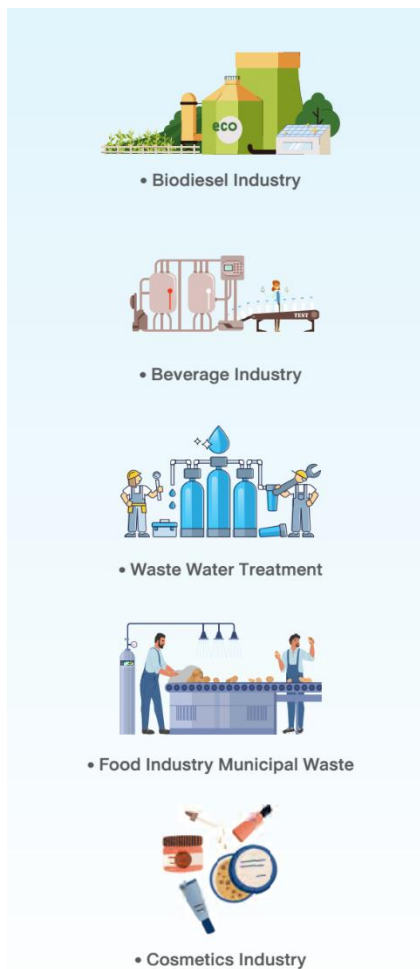 eco
• Biodiesel Industry
TEST
• Beverage Industry
• Waste Water Treatment
• Food Industry Municipal Waste
• Cosmetics Industry